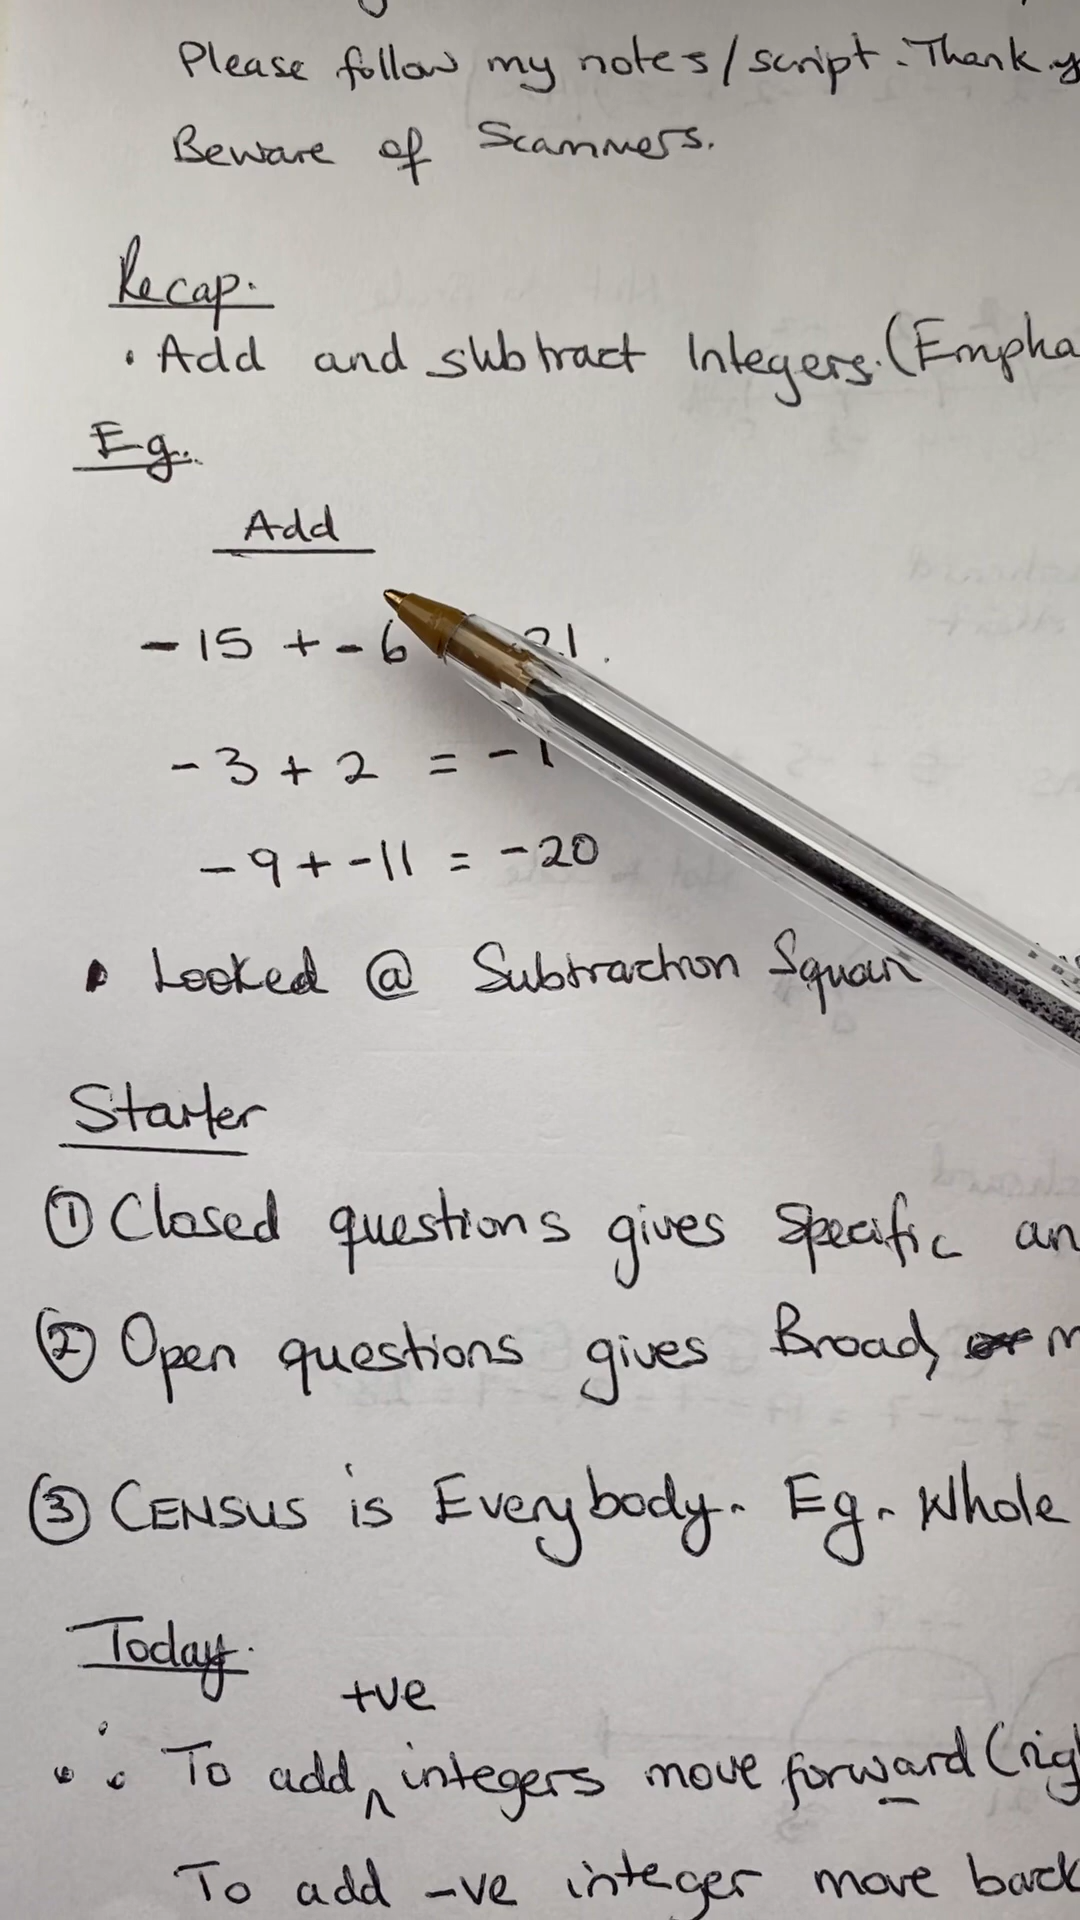 Please follow my notes/script. Thank
Beware of Scammers.
Recap.
• Add and subtract Integers. (Empha
Eg.
Add
-15 + -6 21.
-3 + 2 = -1
-9 + -11 = -20
• Looked @ Subtraction Squar
Starter
① Closed questions gives specific an
② Open questions gives Broad,
③ CENSUS is Everybody. Eg. Whole
Today.
+ve
∴ To add ^ integers move forward (rig
To add -ve integer move back